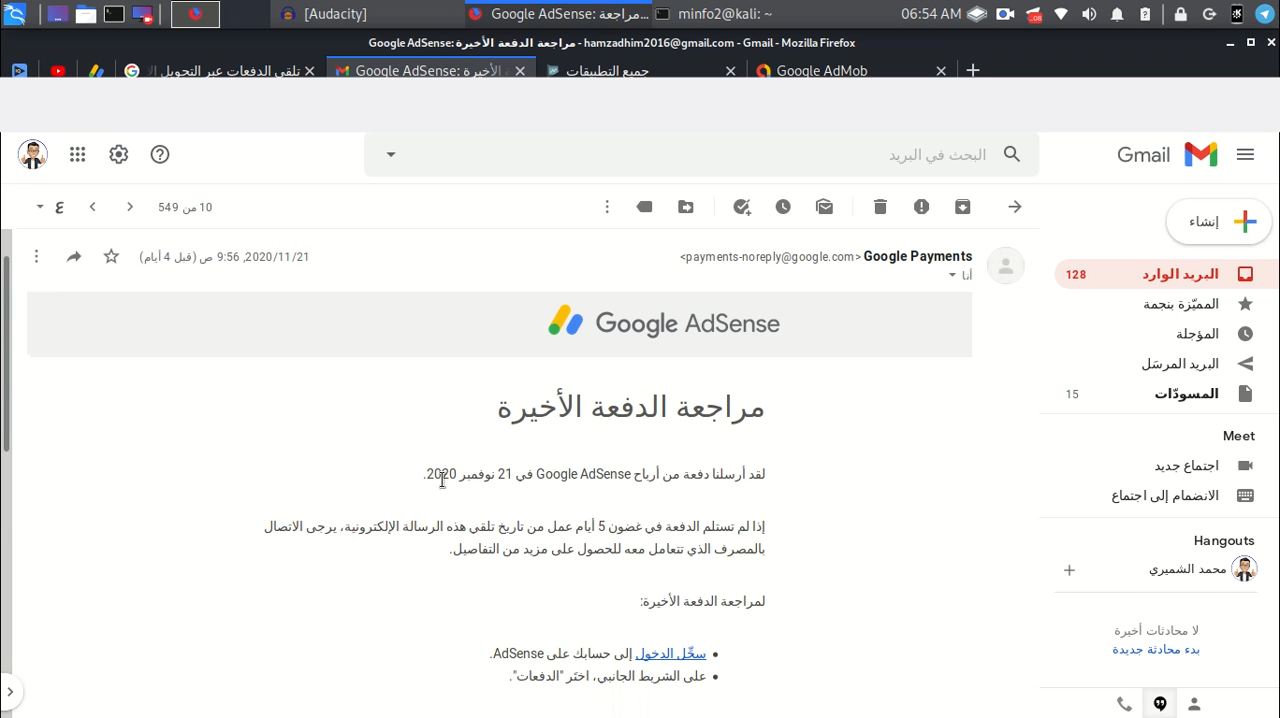 [Audacity]
Google AdSense: مراجعة...
minfo2@kali: ~
06:54 AM
Google AdSense: مراجعة الدفعة الأخيرة - hamzadhim2016@gmail.com - Gmail - Mozilla Firefox
تلقي الدفعات عبر التحويل الا
Google AdSense: الأخيرة
جميع التطبيقات
Google AdMob
Gmail
البحث في البريد
10 من 549
ع
إنشاء
Google Payments <payments-noreply@google.com>
2020/11/21, 9:56 ص (قبل 4 أيام)
أنا
البريد الوارد 128
المميّزة بنجمة
المؤجلة
البريد المرسَل
المسودّات 15
Meet
اجتماع جديد
الانضمام إلى اجتماع
Hangouts
محمد الشميري
لا محادثات أخيرة
بدء محادثة جديدة
Google AdSense
مراجعة الدفعة الأخيرة
لقد أرسلنا دفعة من أرباح Google AdSense في 21 نوفمبر 2020.
إذا لم تستلم الدفعة في غضون 5 أيام عمل من تاريخ تلقي هذه الرسالة الإلكترونية، يرجى الاتصال
بالمصرف الذي تتعامل معه للحصول على مزيد من التفاصيل.
لمراجعة الدفعة الأخيرة:
• سجِّل الدخول إلى حسابك على AdSense.
• على الشريط الجانبي، اختَر "الدفعات".